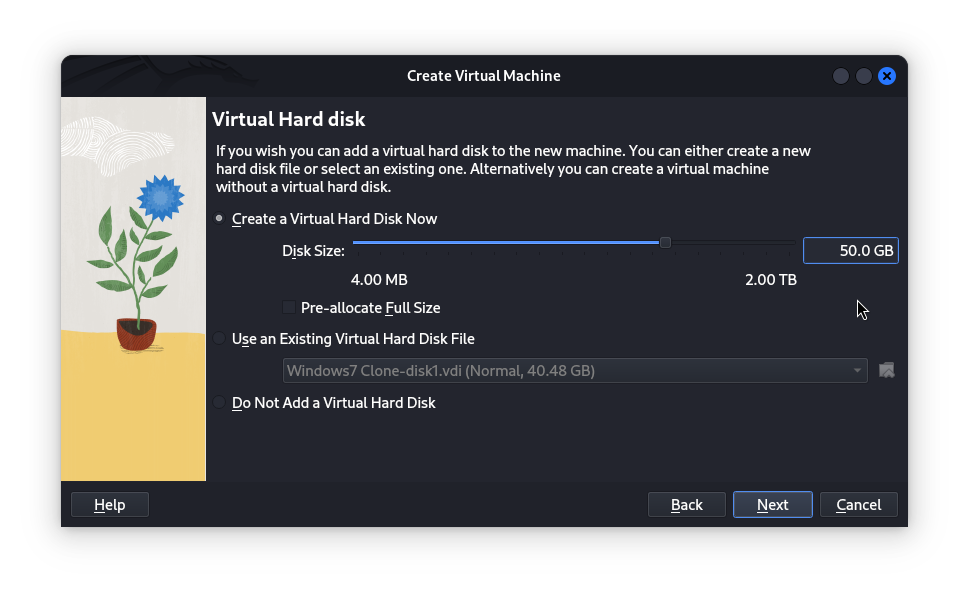 Create Virtual Machine
Virtual Hard disk
If you wish you can add a virtual hard disk to the new machine. You can either create a new
hard disk file or select an existing one. Alternatively you can create a virtual machine
without a virtual hard disk.
Create a Virtual Hard Disk Now
Disk Size:
50.0 GB
4.00 MB
2.00 TB
Pre-allocate Full Size
Use an Existing Virtual Hard Disk File
Windows7 Clone-disk1.vdi (Normal, 40.48 GB)
Do Not Add a Virtual Hard Disk
Help
Back
Next
Cancel